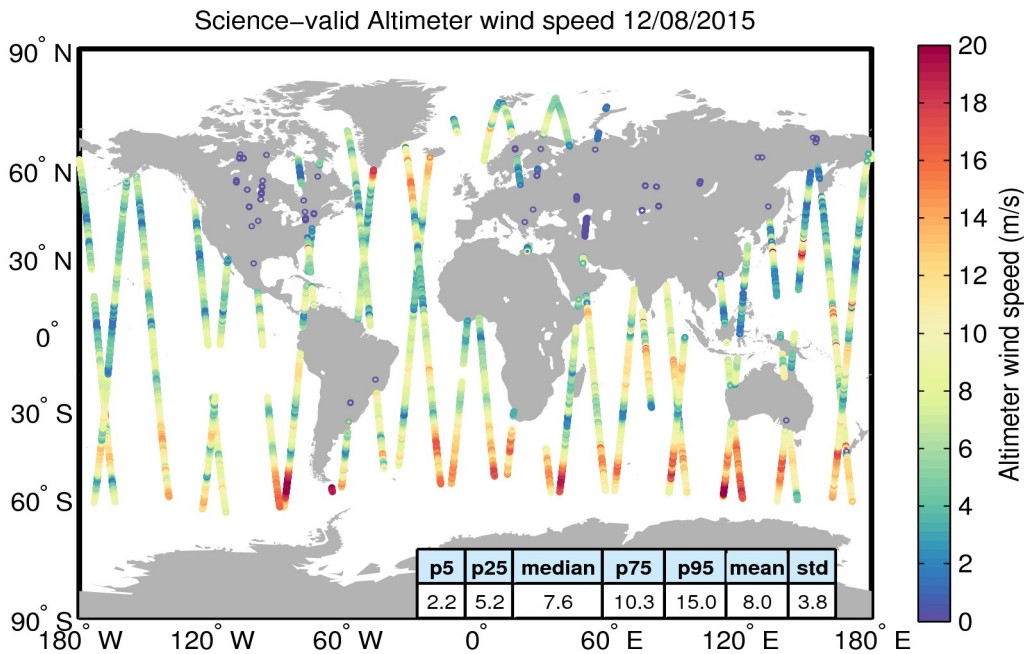 Science−valid Altimeter wind speed 12/08/2015
90° N
60° N
30° N
0°
30° S
60° S
90° S
180° W
120° W
60° W
0°
60° E
120° E
180° E
p5 p25 median p75 p95 mean std
2.2 5.2 7.6 10.3 15.0 8.0 3.8
20
18
16
14
12
10
8
6
4
2
0
Altimeter wind speed (m/s)